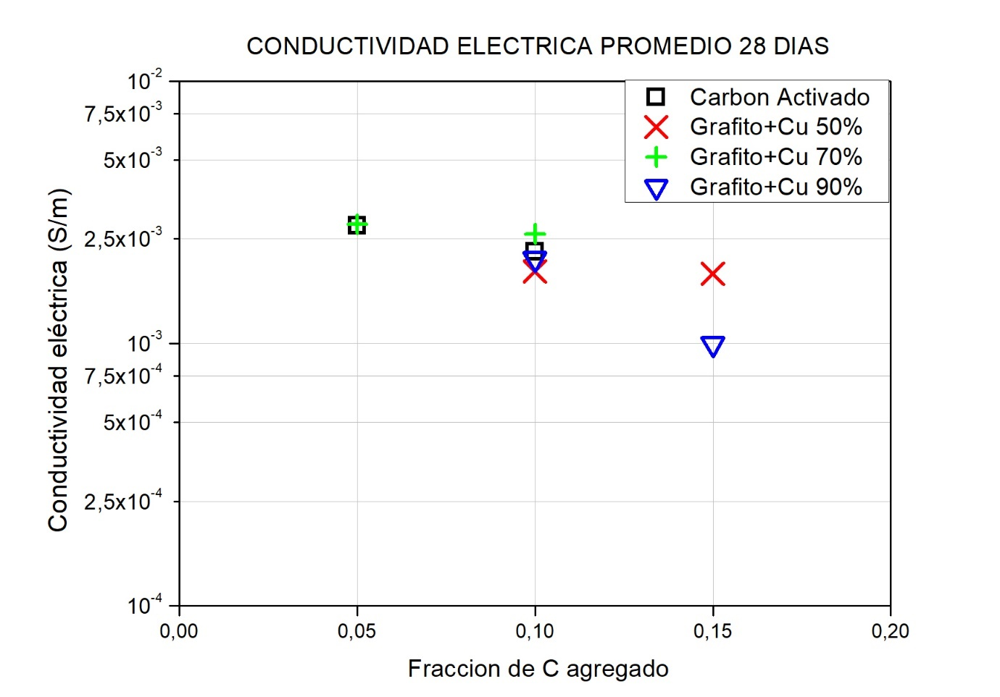 CONDUCTIVIDAD ELECTRICA PROMEDIO 28 DIAS
Carbon Activado
Grafito+Cu 50%
Grafito+Cu 70%
Grafito+Cu 90%
Conductividad eléctrica (S/m)
10⁻²
7,5x10⁻³
5x10⁻³
2,5x10⁻³
10⁻³
7,5x10⁻⁴
5x10⁻⁴
2,5x10⁻⁴
10⁻⁴
0,00 0,05 0,10 0,15 0,20
Fraccion de C agregado